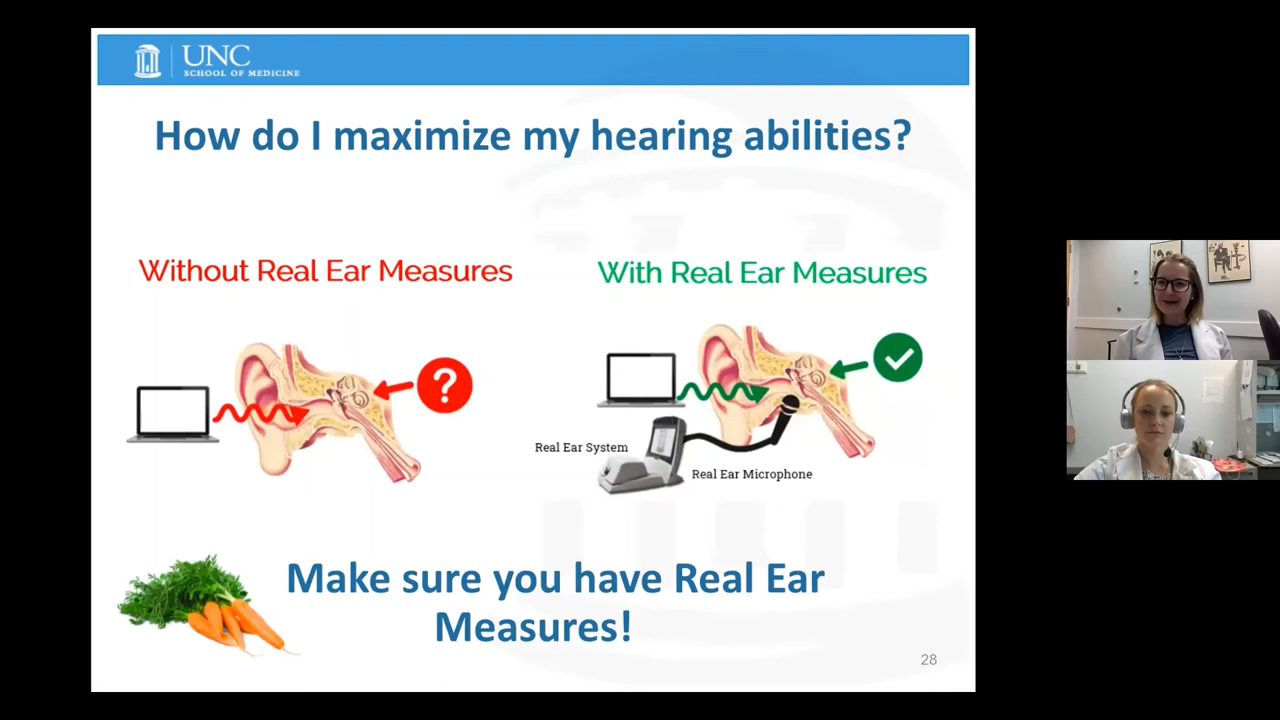 UNC
SCHOOL OF MEDICINE
How do I maximize my hearing abilities?
Without Real Ear Measures
With Real Ear Measures
?
Real Ear System
Real Ear Microphone
Make sure you have Real Ear
Measures!
28